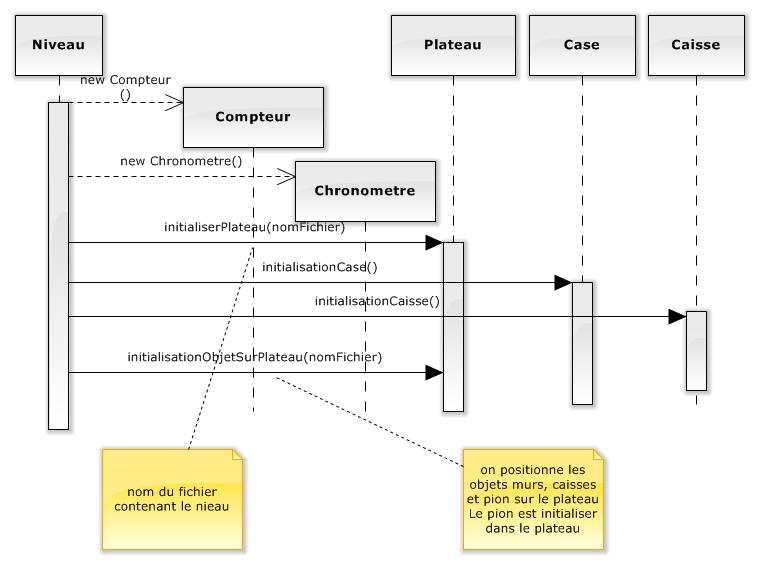 Niveau
Plateau
Case
Caisse
new Compteur
()
Compteur
new Chronometre()
Chronometre
initialiserPlateau(nomFichier)
initialisationCase()
initialisationCaisse()
initialisationObjetSurPlateau(nomFichier)
nom du fichier
contenant le nieau
on positionne les
objets murs, caisses
et pion sur le plateau
Le pion est initialiser
dans le plateau